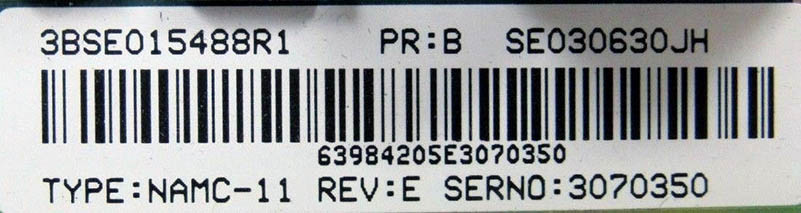 3BSE015488R1 PR:B SE030630JH
63984205E3070350
TYPE:NAMC-11 REV:E SERNO:3070350